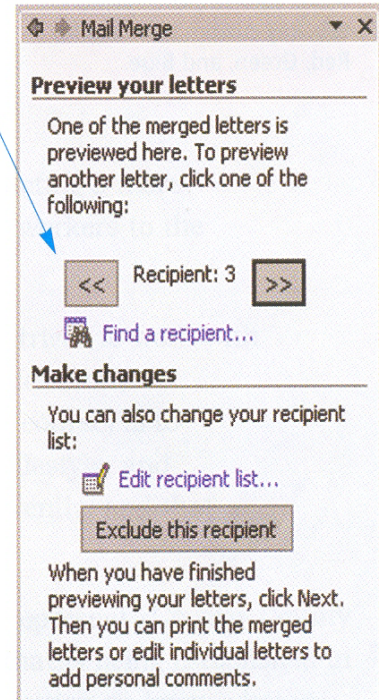 Mail Merge
Preview your letters
One of the merged letters is
previewed here. To preview
another letter, click one of the
following:
<< Recipient: 3 >>
Find a recipient...
Make changes
You can also change your recipient
list:
Edit recipient list...
Exclude this recipient
When you have finished
previewing your letters, click Next.
Then you can print the merged
letters or edit individual letters to
add personal comments.